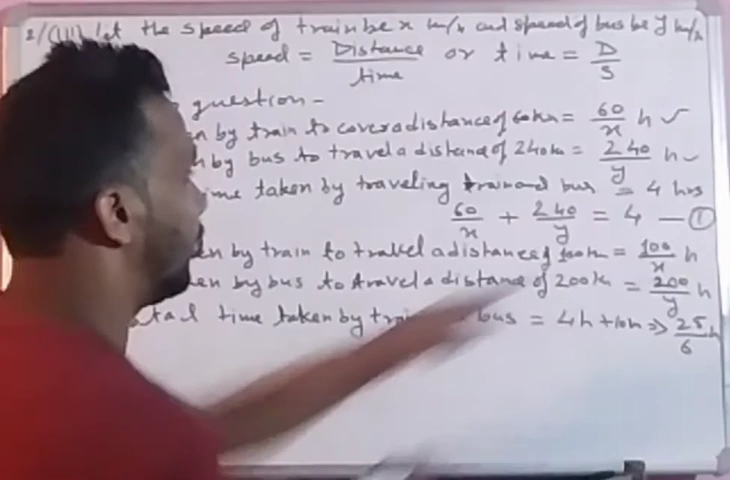 2/(iii) Let the speed of train be x km/h and speed of bus be y km/h
speed = Distance/time or time = D/S
question -
en by train to cover a distance of 60km = 60/x h ✓
n by bus to travel a distance of 240km = 240/y h ✓
ime taken by traveling train and bus = 4 hrs
60/x + 240/y = 4 — ①
en by train to travel a distance of 100km = 100/x h
en by bus to travel a distance of 200km = 200/y h
tal time taken by trai bus = 4h + 10m => 25/6 h